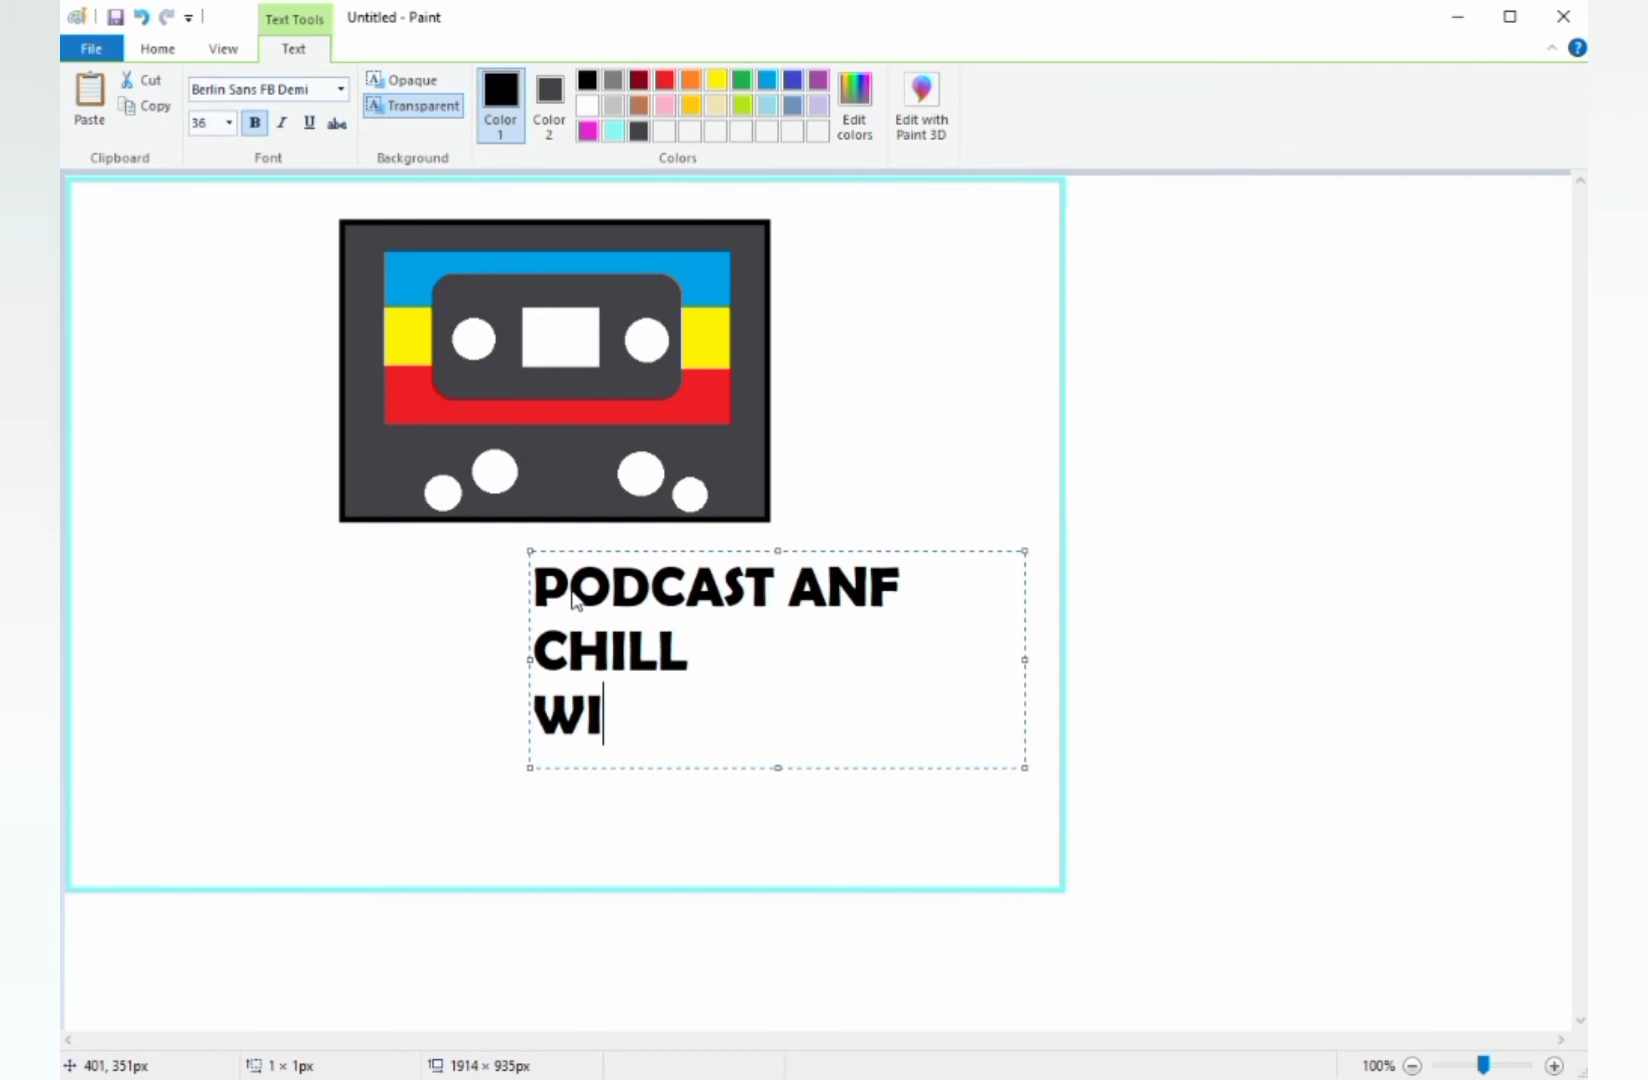 Text Tools
Untitled - Paint
File
Home
View
Text
Paste
Cut
Copy
Clipboard
Berlin Sans FB Demi
36
B
I
U
abc
Font
Opaque
Transparent
Background
Color
1
Color
2
Edit
colors
Colors
Edit with
Paint 3D
PODCAST ANF
CHILL
WI
401, 351px
1 × 1px
1914 × 935px
100%